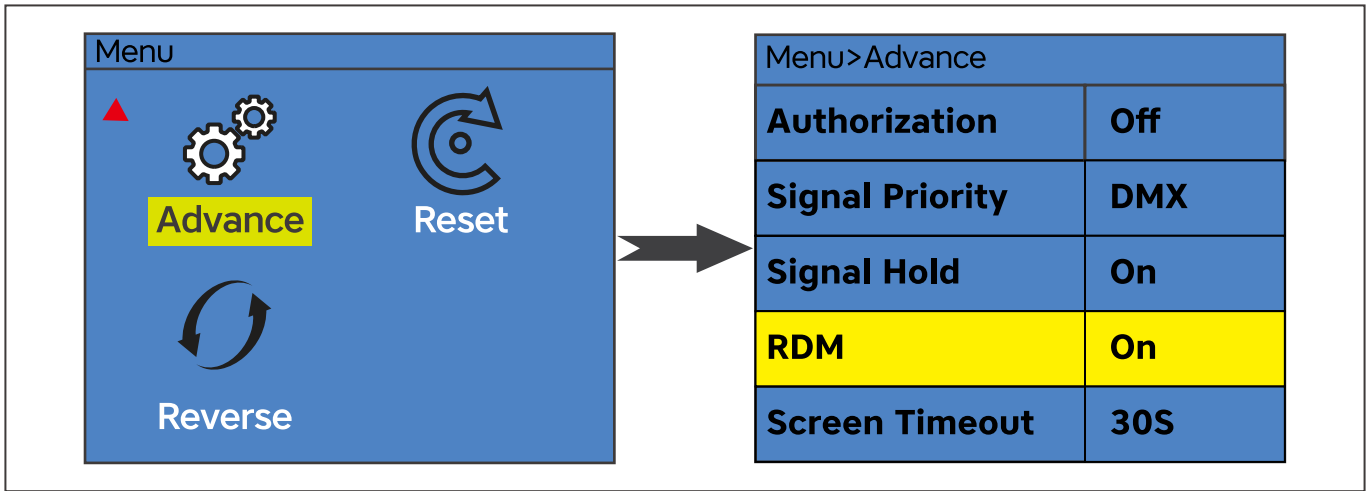 Menu
Advance
Reset
Reverse
Menu>Advance
Authorization Off
Signal Priority DMX
Signal Hold On
RDM On
Screen Timeout 30S